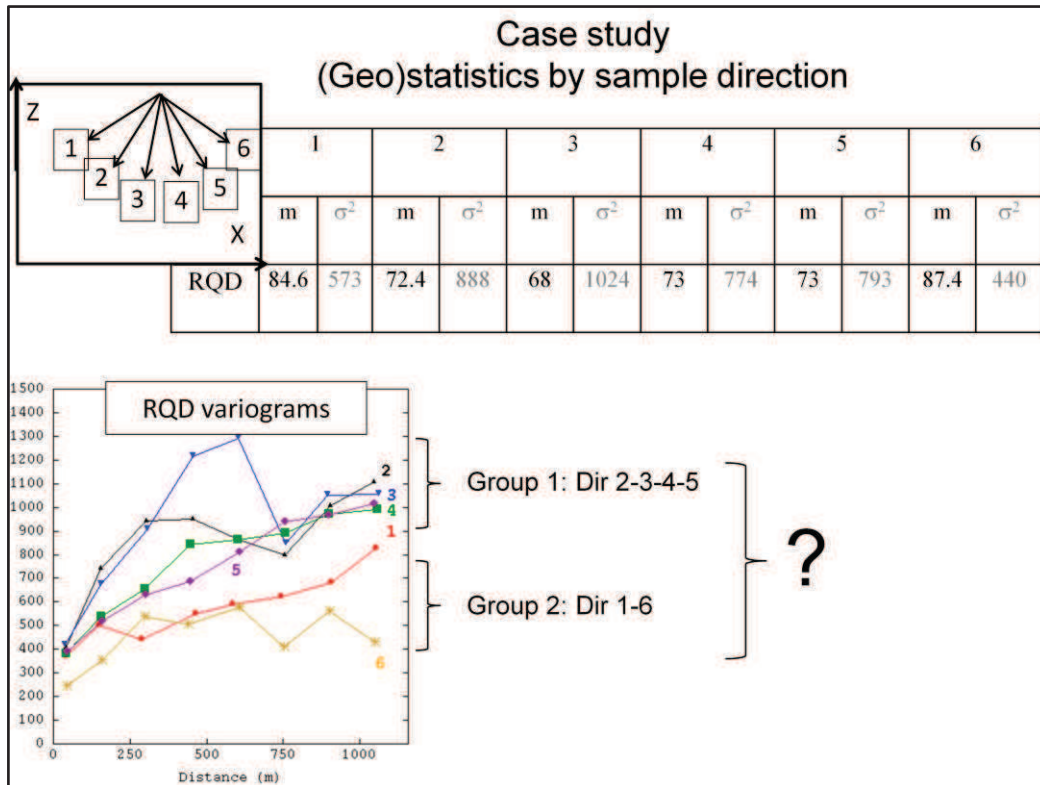 Case study
(Geo)statistics by sample direction
Z
1
2
3
4
5
6
X
1 2 3 4 5 6
m σ² m σ² m σ² m σ² m σ² m σ²
RQD 84.6 573 72.4 888 68 1024 73 774 73 793 87.4 440
RQD variograms
1500
1400
1300
1200
1100
1000
900
800
700
600
500
400
300
200
100
0
2
3
4
1
5
6
0 250 500 750 1000
Distance (m)
Group 1: Dir 2-3-4-5
Group 2: Dir 1-6
?